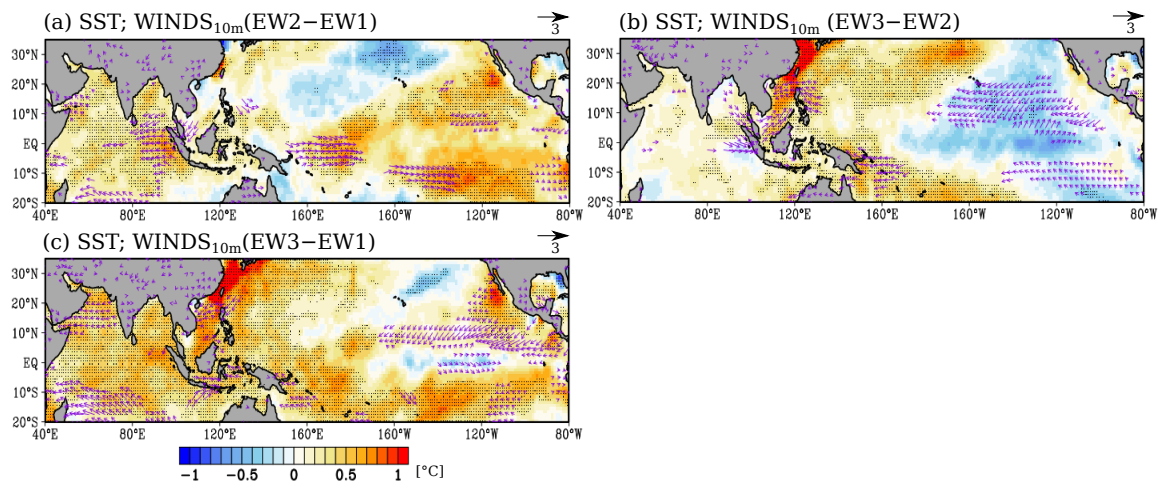 (a) SST; WINDS10m(EW2−EW1)
3
35°N
20°N
10°N
EQ
10°S
20°S
40°E
80°E
120°E
160°E
160°W
120°W
80°W
(b) SST; WINDS10m (EW3−EW2)
3
35°N
20°N
10°N
EQ
10°S
20°S
40°E
80°E
120°E
160°E
160°W
120°W
80°W
(c) SST; WINDS10m(EW3−EW1)
3
35°N
20°N
10°N
EQ
10°S
20°S
40°E
80°E
120°E
160°E
160°W
120°W
80°W
−1 −0.5 0 0.5 1 [°C]